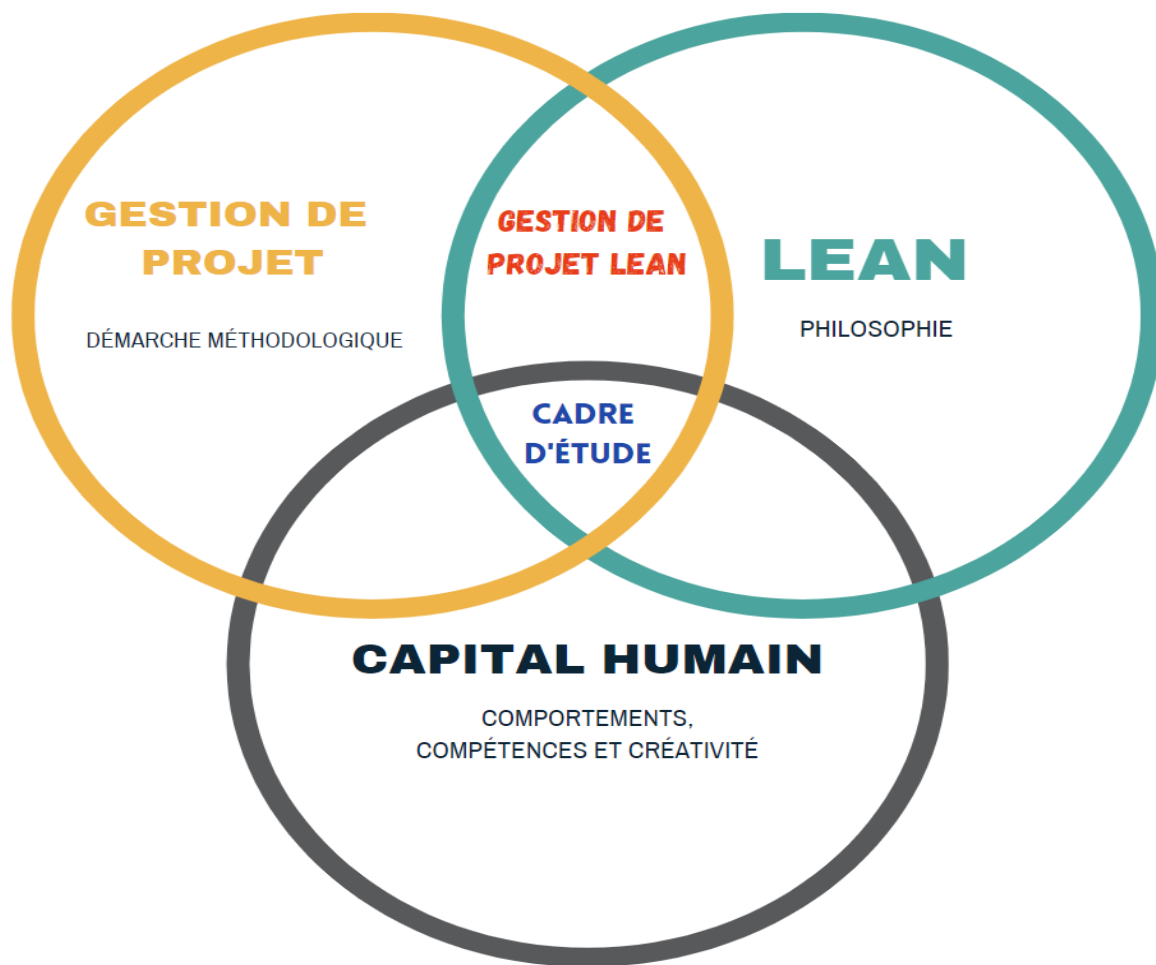 GESTION DE
PROJET
DÉMARCHE MÉTHODOLOGIQUE
GESTION DE
PROJET LEAN
LEAN
PHILOSOPHIE
CADRE
D'ÉTUDE
CAPITAL HUMAIN
COMPORTEMENTS,
COMPÉTENCES ET CRÉATIVITÉ